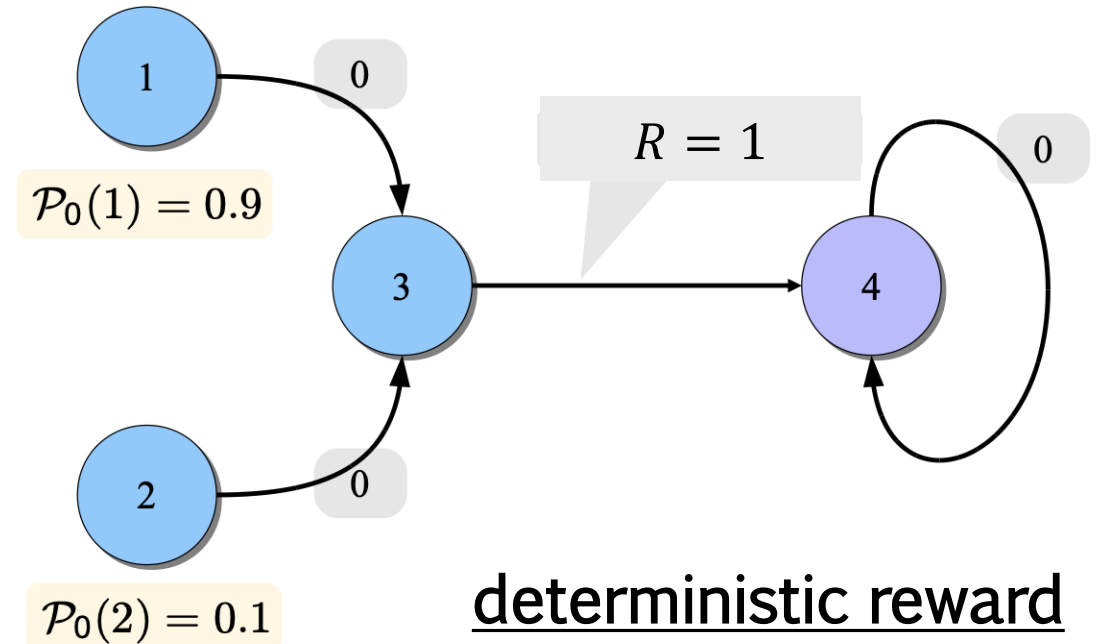 1
0
R = 1
0
𝒫₀(1) = 0.9
3
4
2
0
𝒫₀(2) = 0.1
deterministic reward